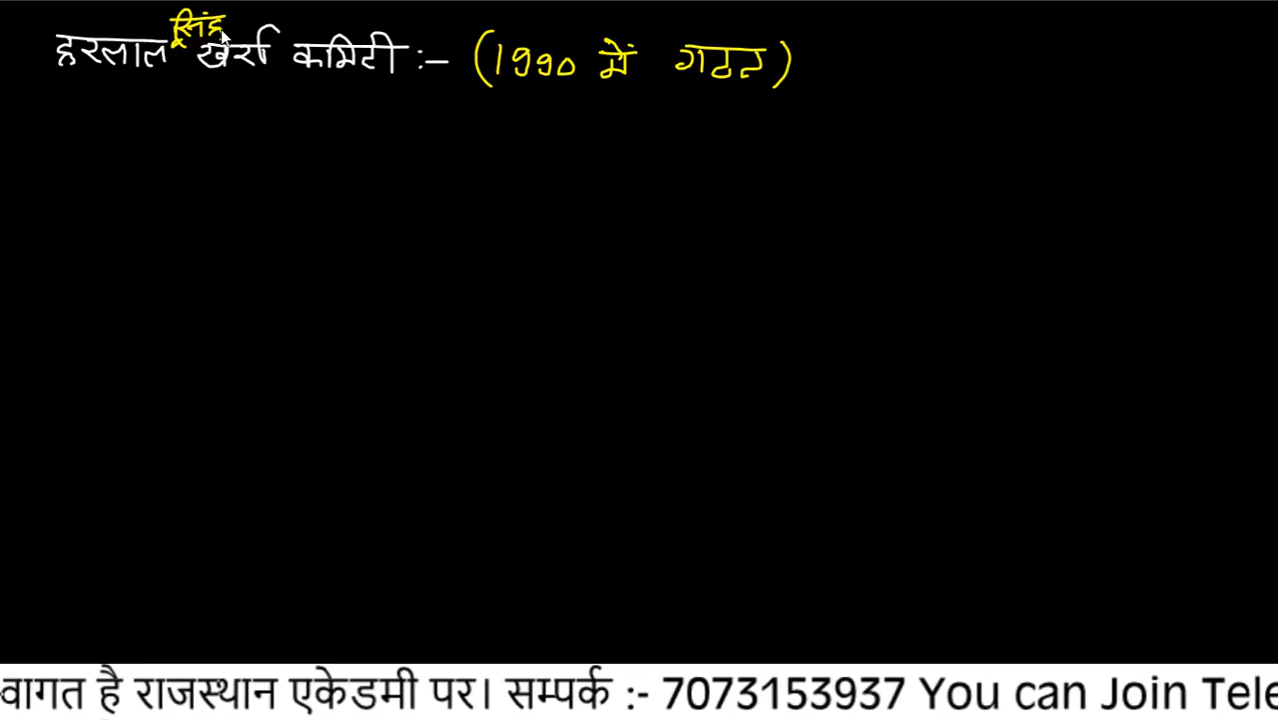 हरलाल सिंह खर्रा कमिटी :- (1990 में गठन)
वागत है राजस्थान एकेडमी पर। सम्पर्क :- 7073153937 You can Join Tele